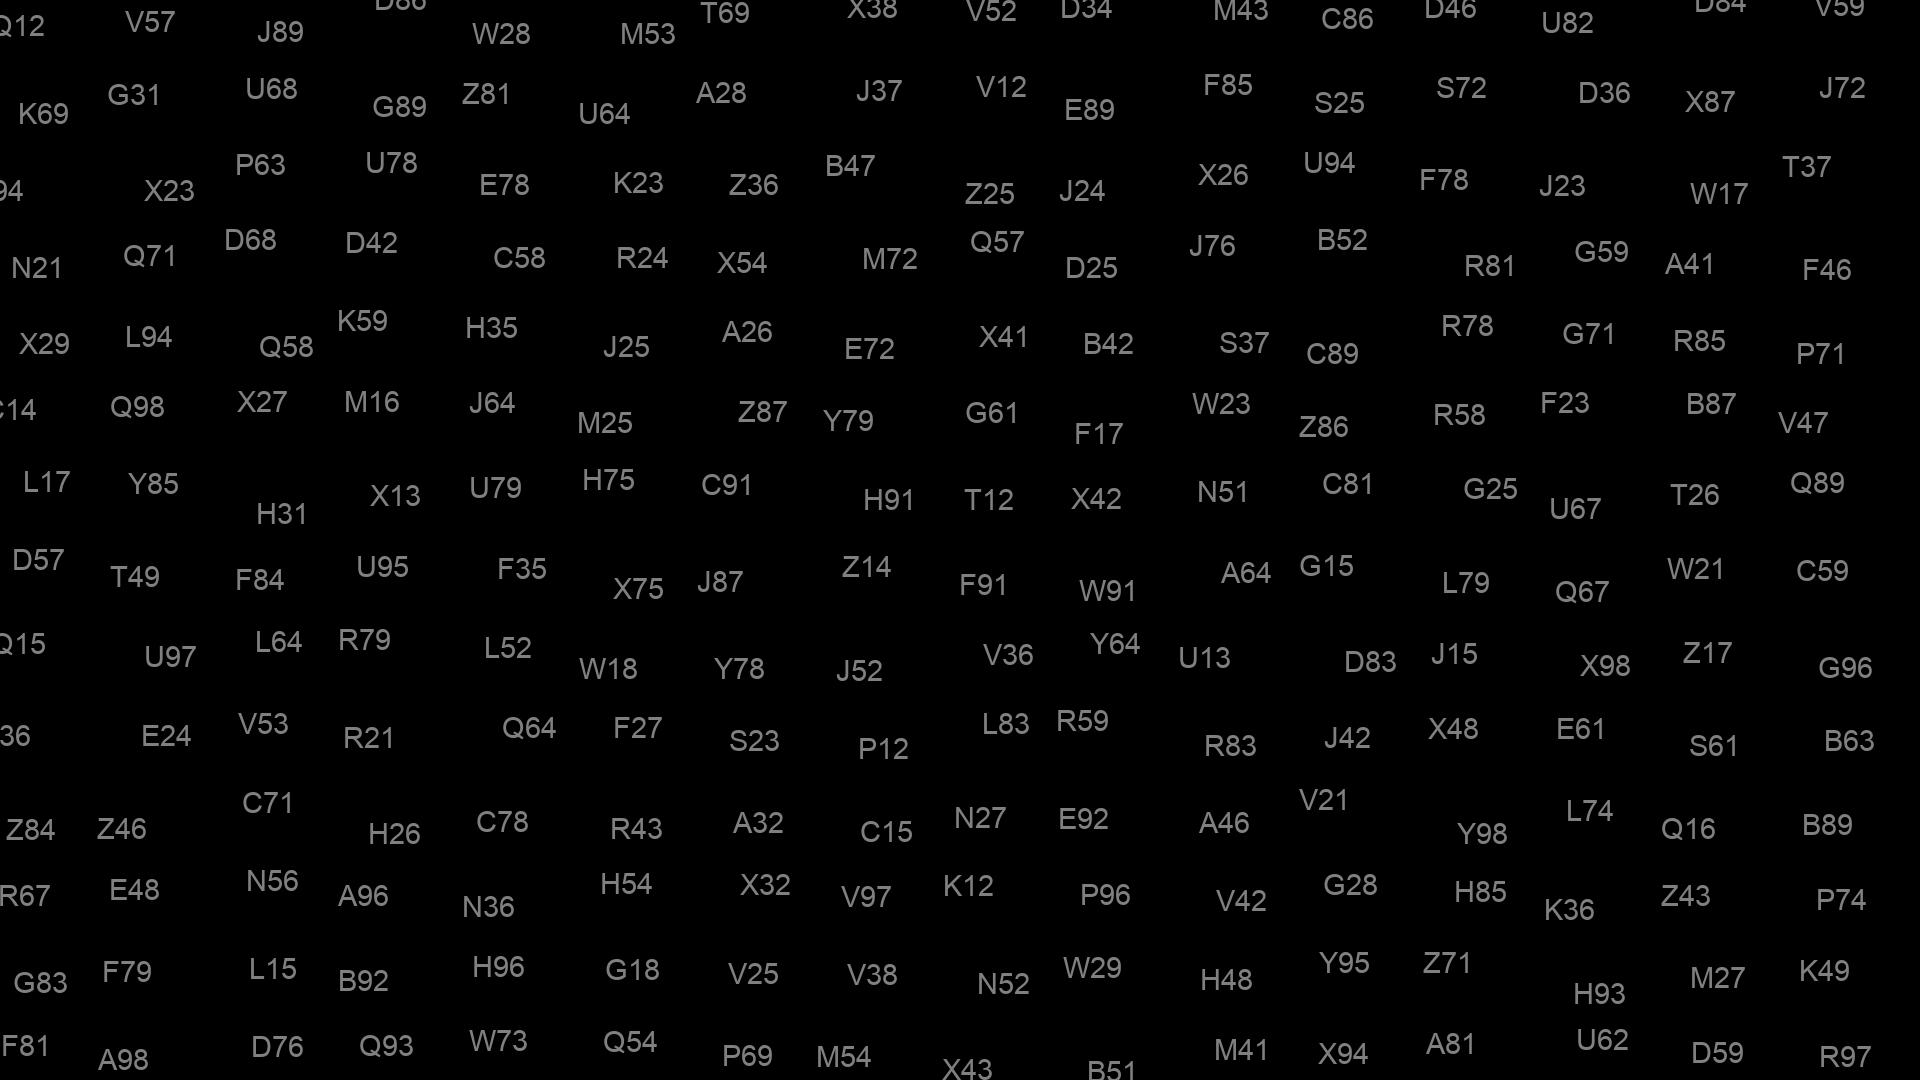 Q12 V57 J89 D86 W28 M53 T69 X38 V52 D34 M43 C86 D46 U82 D84 V59
K69 G31 U68 G89 Z81 U64 A28 J37 V12 E89 F85 S25 S72 D36 X87 J72
94 X23 P63 U78 E78 K23 Z36 B47 Z25 J24 X26 U94 F78 J23 W17 T37
N21 Q71 D68 D42 C58 R24 X54 M72 Q57 D25 J76 B52 R81 G59 A41 F46
X29 L94 Q58 K59 H35 J25 A26 E72 X41 B42 S37 C89 R78 G71 R85 P71
C14 Q98 X27 M16 J64 M25 Z87 Y79 G61 F17 W23 Z86 R58 F23 B87 V47
L17 Y85 H31 X13 U79 H75 C91 H91 T12 X42 N51 C81 G25 U67 T26 Q89
D57 T49 F84 U95 F35 X75 J87 Z14 F91 W91 A64 G15 L79 Q67 W21 C59
Q15 U97 L64 R79 L52 W18 Y78 J52 V36 Y64 U13 D83 J15 X98 Z17 G96
36 E24 V53 R21 Q64 F27 S23 P12 L83 R59 R83 J42 X48 E61 S61 B63
Z84 Z46 C71 H26 C78 R43 A32 C15 N27 E92 A46 V21 Y98 L74 Q16 B89
R67 E48 N56 A96 N36 H54 X32 V97 K12 P96 V42 G28 H85 K36 Z43 P74
G83 F79 L15 B92 H96 G18 V25 V38 N52 W29 H48 Y95 Z71 H93 M27 K49
F81 A98 D76 Q93 W73 Q54 P69 M54 X43 B51 M41 X94 A81 U62 D59 R97